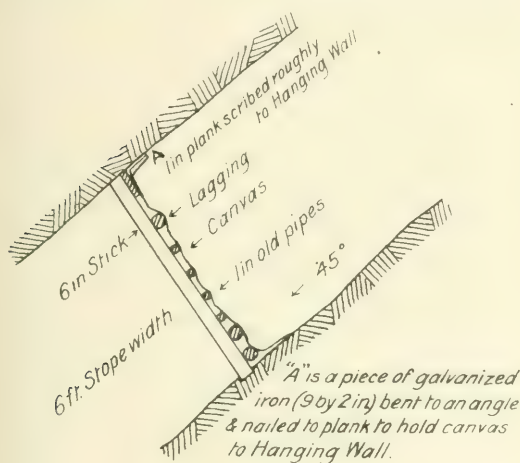 1in plank scribed roughly
to Hanging Wall
A
Lagging
Canvas
1in old pipes
6in Stick
45°
6ft. Stope width
"A" is a piece of galvanized
iron (9 by 2 in) bent to an angle
& nailed to plank to hold canvas
to Hanging Wall.